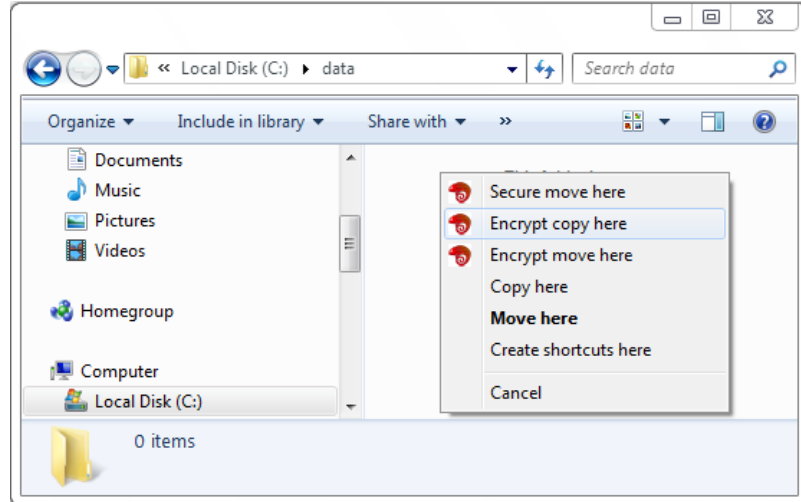 « Local Disk (C:) data
Search data
Organize Include in library Share with »
Documents
Music
Pictures
Videos
Homegroup
Computer
Local Disk (C:)
Secure move here
Encrypt copy here
Encrypt move here
Copy here
Move here
Create shortcuts here
Cancel
0 items